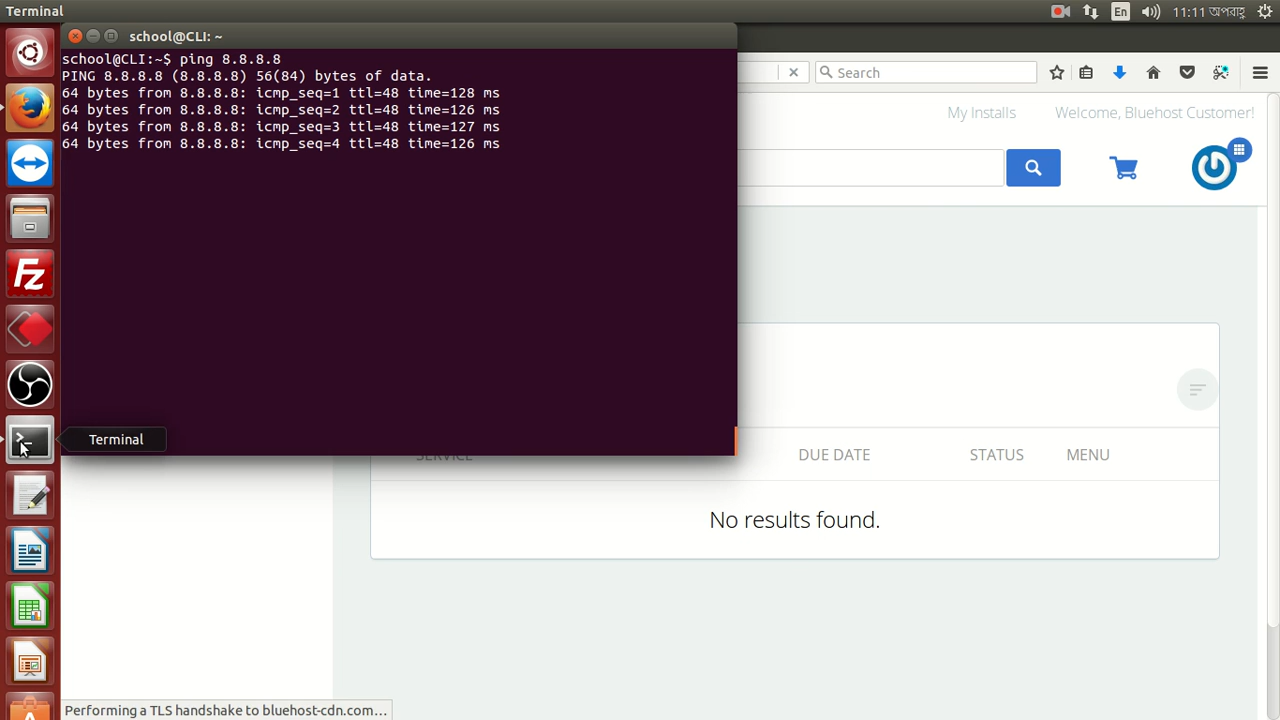 Terminal
En
11:11 অপরাহ্ণ
school@CLI: ~
school@CLI:~$ ping 8.8.8.8
PING 8.8.8.8 (8.8.8.8) 56(84) bytes of data.
64 bytes from 8.8.8.8: icmp_seq=1 ttl=48 time=128 ms
64 bytes from 8.8.8.8: icmp_seq=2 ttl=48 time=126 ms
64 bytes from 8.8.8.8: icmp_seq=3 ttl=48 time=127 ms
64 bytes from 8.8.8.8: icmp_seq=4 ttl=48 time=126 ms
Search
My Installs
Welcome, Bluehost Customer!
Fz
Terminal
SERVICE
DUE DATE
STATUS
MENU
No results found.
Performing a TLS handshake to bluehost-cdn.com…